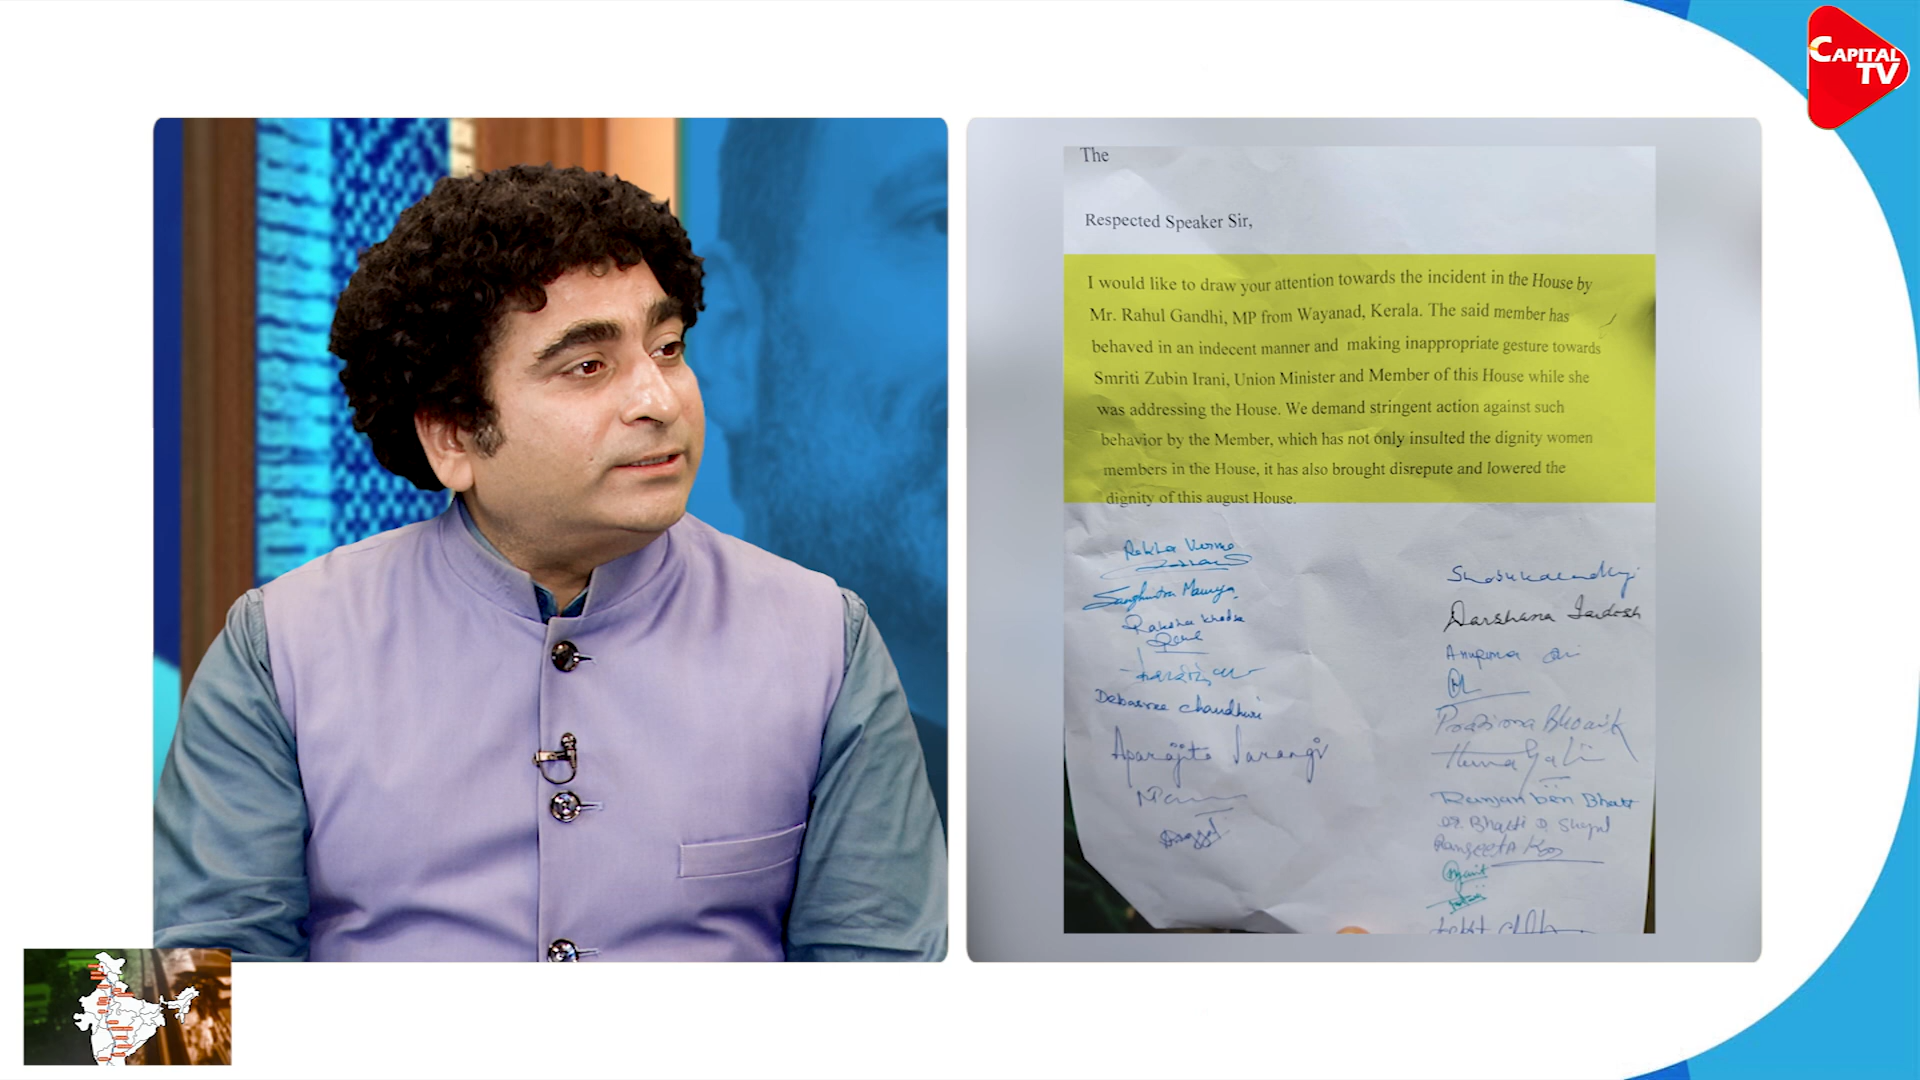 CAPITAL
TV
The
Respected Speaker Sir,
I would like to draw your attention towards the incident in the House by
Mr. Rahul Gandhi, MP from Wayanad, Kerala. The said member has
behaved in an indecent manner and making inappropriate gesture towards
Smriti Zubin Irani, Union Minister and Member of this House while she
was addressing the House. We demand stringent action against such
behavior by the Member, which has not only insulted the dignity women
members in the House, it has also brought disrepute and lowered the
dignity of this august House.
Rekha Verma
Sanghmitra Maurya
Raksha Khadse
Debasree Chaudhuri
Aparajita Sarangi
Darshana Jardosh
Ranjanben Bhatt